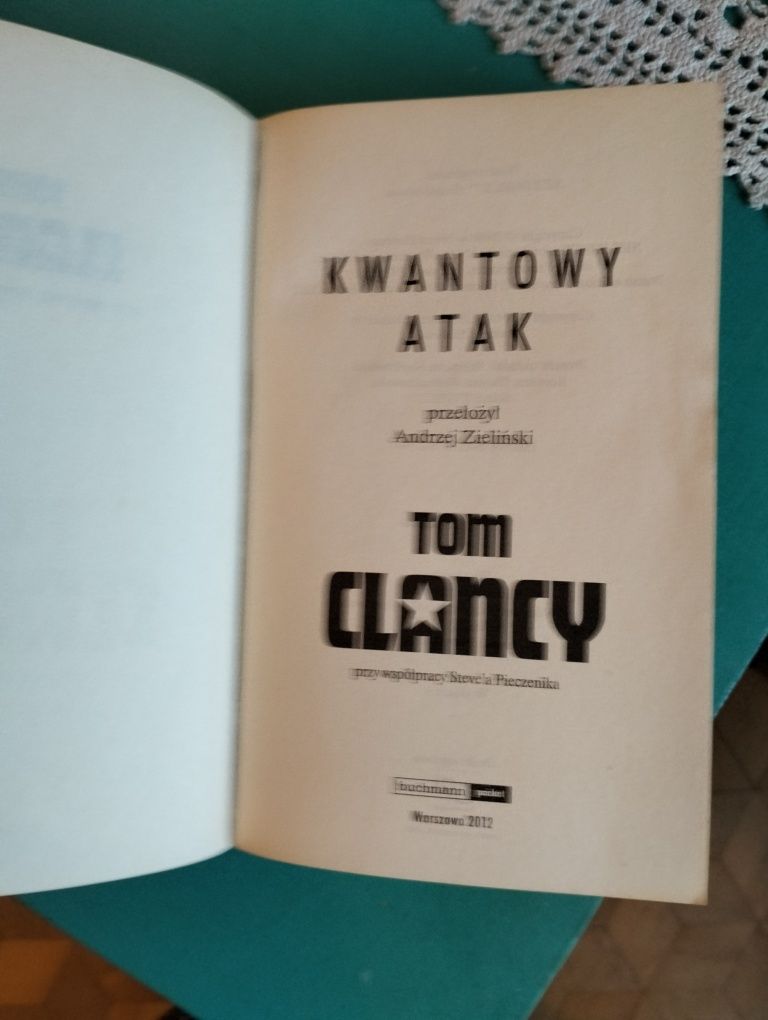 KWANTOWY
ATAK
przełożył
Andrzej Zieliński
TOM
CLANCY
przy współpracy Steve'a Pieczenika
buchmann pocket
Warszawa 2012